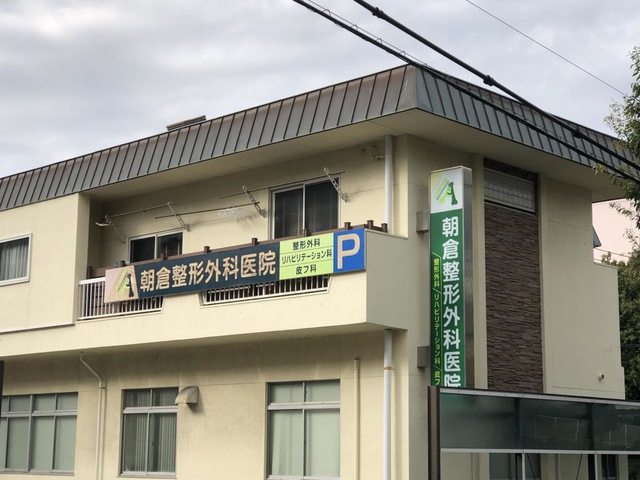 朝倉整形外科医院
整形外科
リハビリテーション科
皮フ科
P
朝倉整形外科医院
整形外科/リハビリテーション科/皮フ科